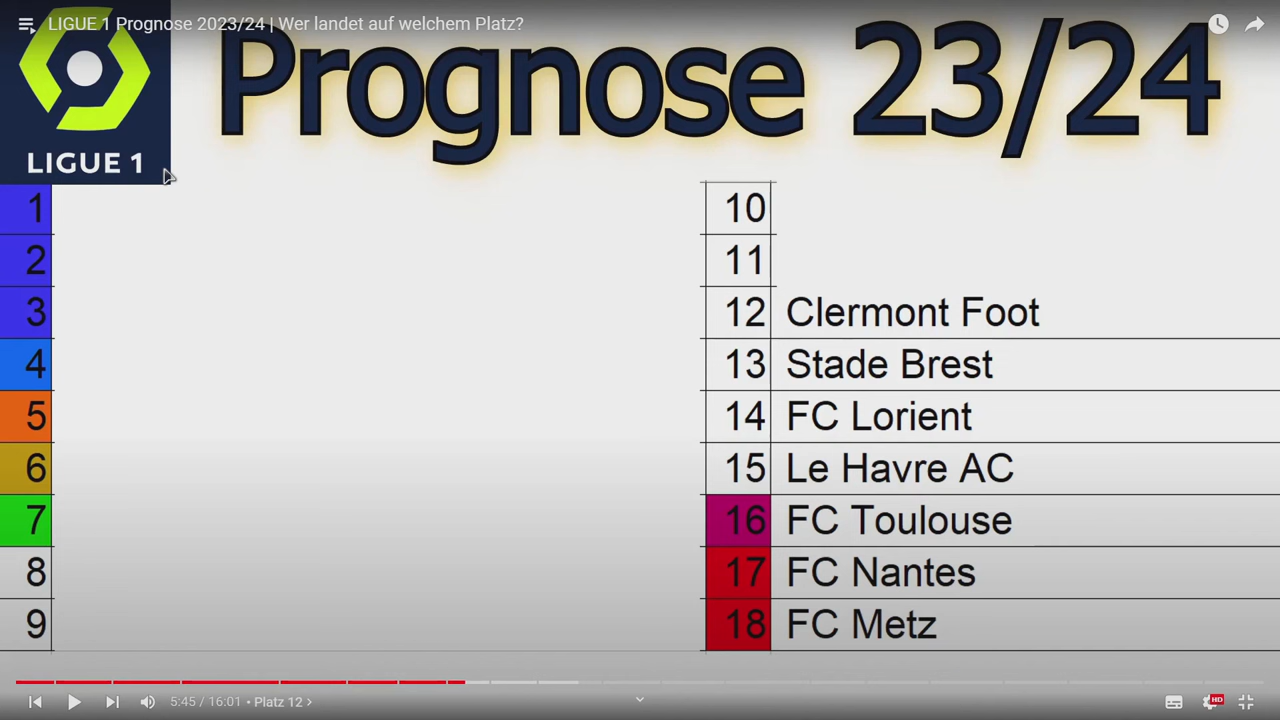 LIGUE 1 Prognose 2023/24 | Wer landet auf welchem Platz?
Prognose 23/24
LIGUE 1
1
2
3
4
5
6
7
8
9
10
11
12 Clermont Foot
13 Stade Brest
14 FC Lorient
15 Le Havre AC
16 FC Toulouse
17 FC Nantes
18 FC Metz
5:45 / 16:01 • Platz 12
HD